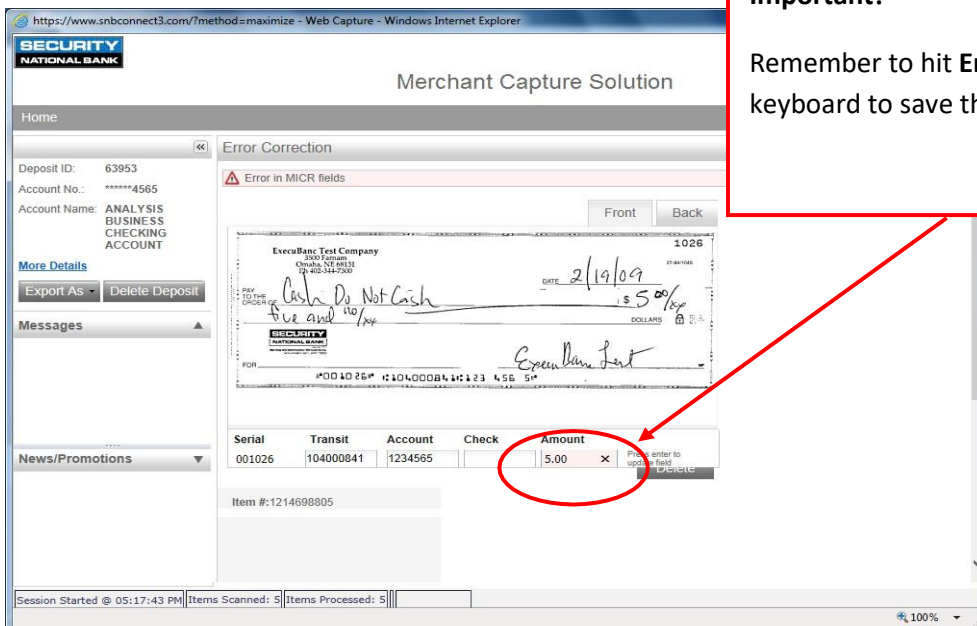 https://www.snbconnect3.com/?method=maximize - Web Capture - Windows Internet Explorer
Important!
SECURITY
NATIONAL BANK
Remember to hit
keyboard to save
Merchant Capture Solution
Home
Error Correction
Deposit ID: 63953
Error in MICR fields
Account No.: ******4565
Account Name: ANALYSIS
BUSINESS
CHECKING
ACCOUNT
Front Back
More Details
Export As Delete Deposit
Messages
ExecuBanc Test Company
3500 Farnam
Omaha, NE 68131
402-344-7300
1026
DATE 2/19/09
PAY
TO THE
ORDER OF Cash Do Not Cash $ 5 00/xx
five and no/xx DOLLARS
SECURITY
NATIONAL BANK
FOR
⑈001026⑈ ⑆104000841⑆123 456 5⑈
Serial Transit Account Check Amount
001026 104000841 1234565 5.00 × Press enter to
update field
Delete
News/Promotions
Item #:1214698805
Session Started @ 05:17:43 PM Items Scanned: 5 Items Processed: 5
100%